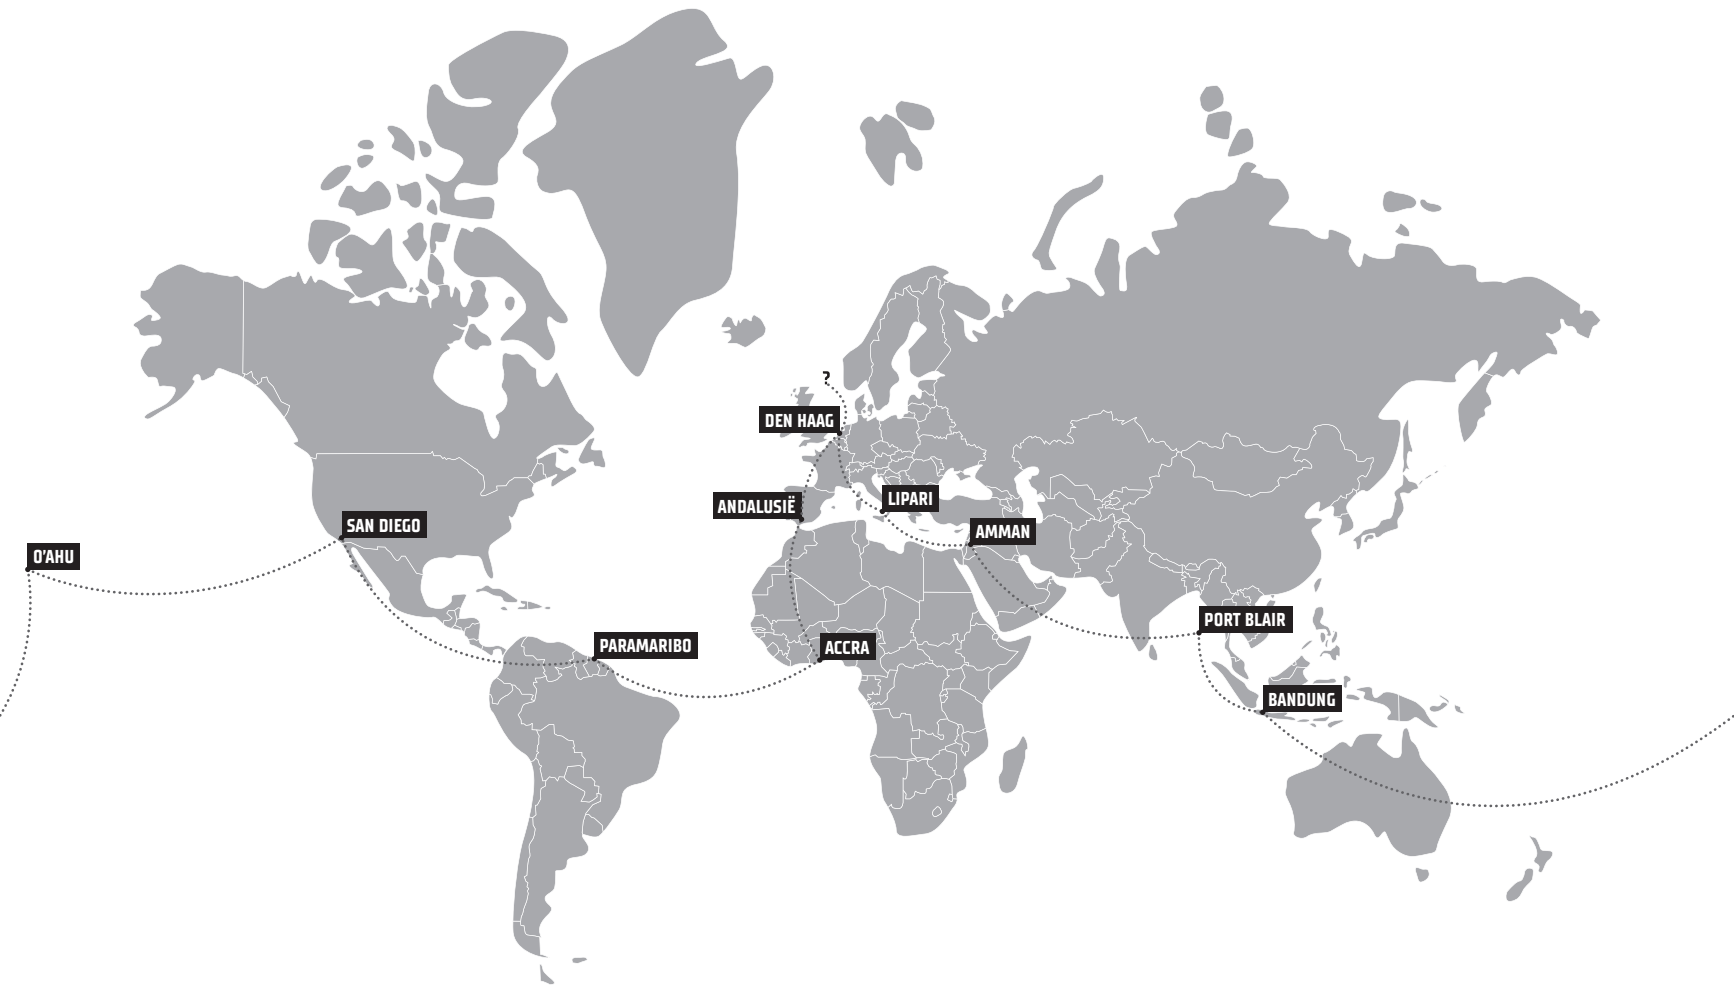 ?
DEN HAAG
LIPARI
ANDALUSIË
SAN DIEGO
AMMAN
O'AHU
PORT BLAIR
PARAMARIBO
ACCRA
BANDUNG